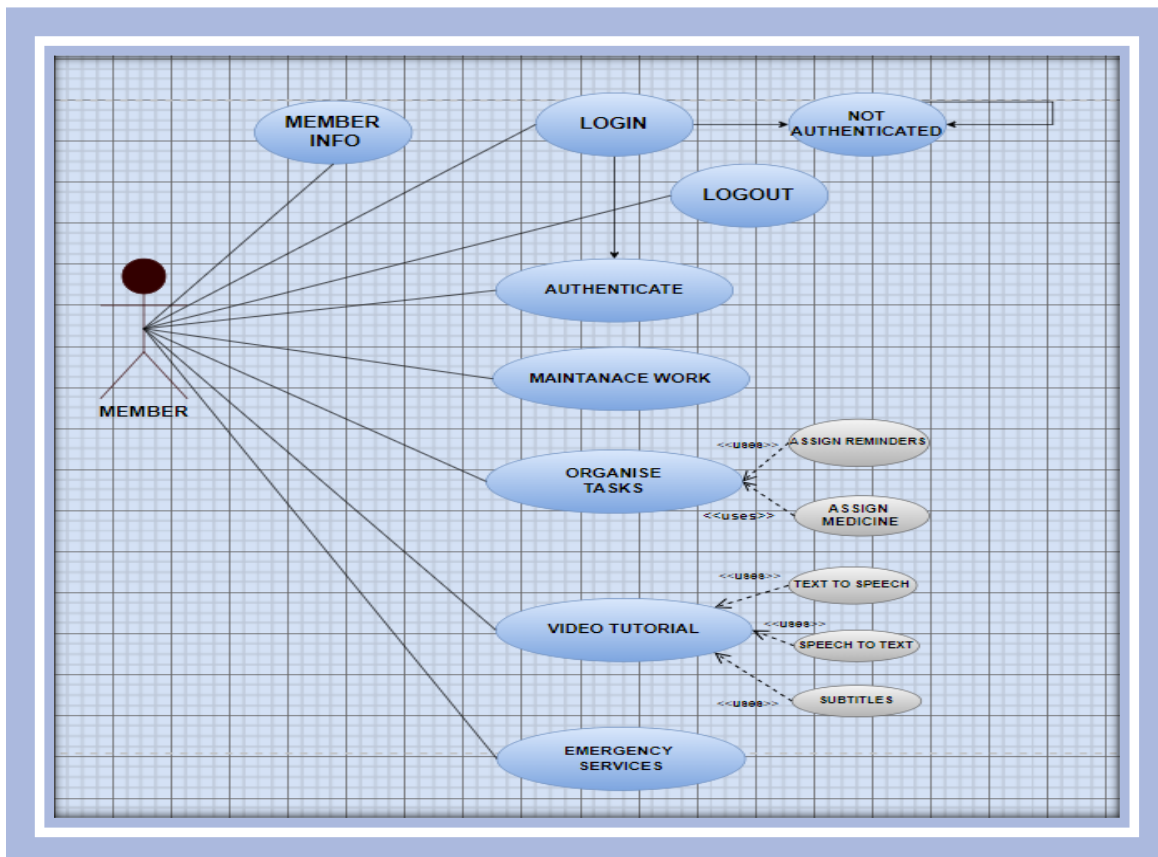 MEMBER
INFO
LOGIN
NOT
AUTHENTICATED
LOGOUT
AUTHENTICATE
MAINTANACE WORK
MEMBER
ORGANISE
TASKS
<<uses>>
ASSIGN REMINDERS
<<uses>>
ASSIGN
MEDICINE
VIDEO TUTORIAL
<<uses>>
TEXT TO SPEECH
<<uses>>
SPEECH TO TEXT
<<uses>>
SUBTITLES
EMERGENCY
SERVICES